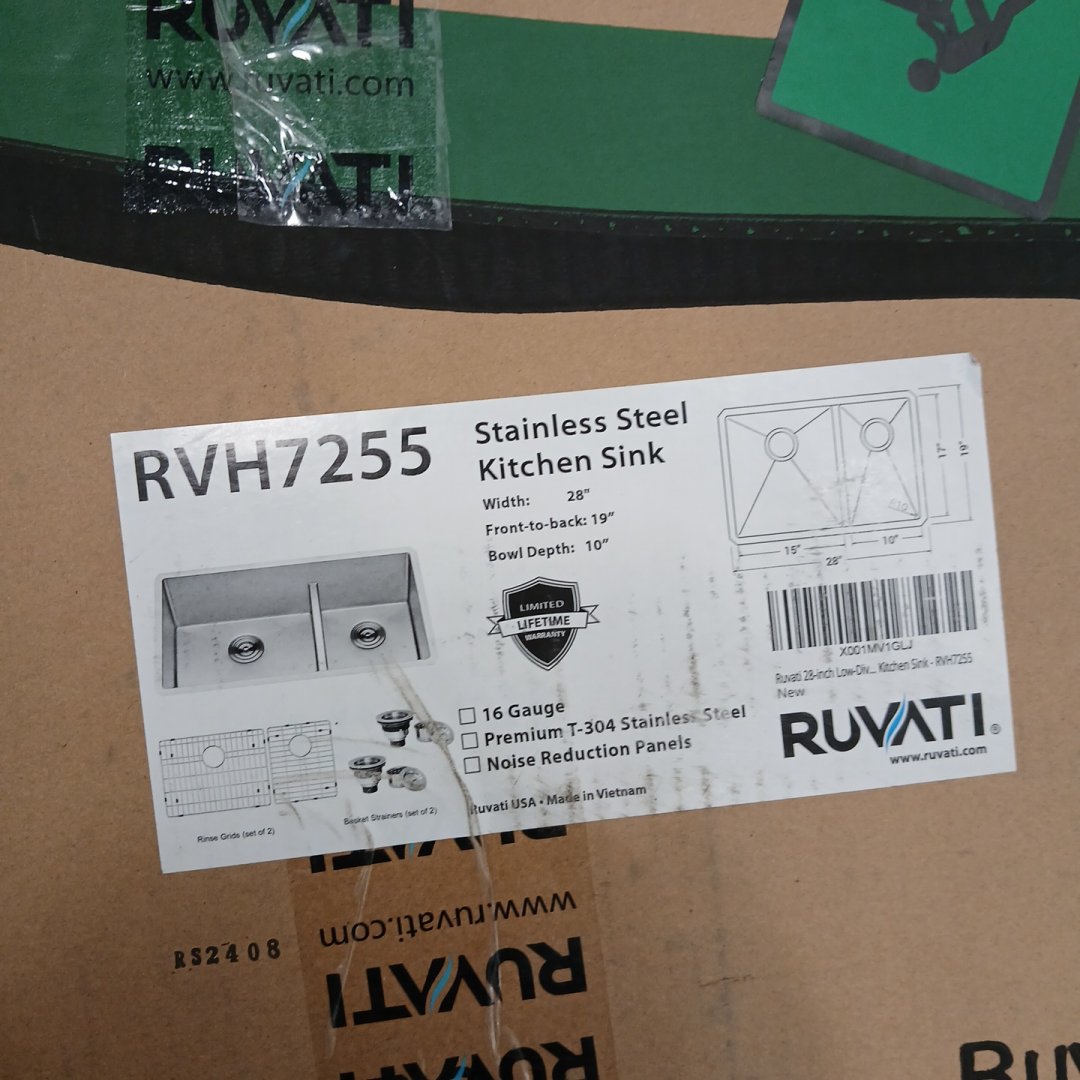 RUVATI
www.ruvati.com
RUVATI
RVH7255
Stainless Steel
Kitchen Sink
Width: 28"
Front-to-back: 19"
Bowl Depth: 10"
17"
19"
15"
10"
28"
LIMITED
LIFETIME
WARRANTY
X001MV1GLJ
Ruvati 28-inch Low-Div... Kitchen Sink - RVH7255
New
16 Gauge
Premium T-304 Stainless Steel
Noise Reduction Panels
RUVATI®
www.ruvati.com
Rinse Grids (set of 2)
Basket Strainers (set of 2)
Ruvati USA • Made in Vietnam
RUVATI
www.ruvati.com
RUVATI
RUVATI
RS2408